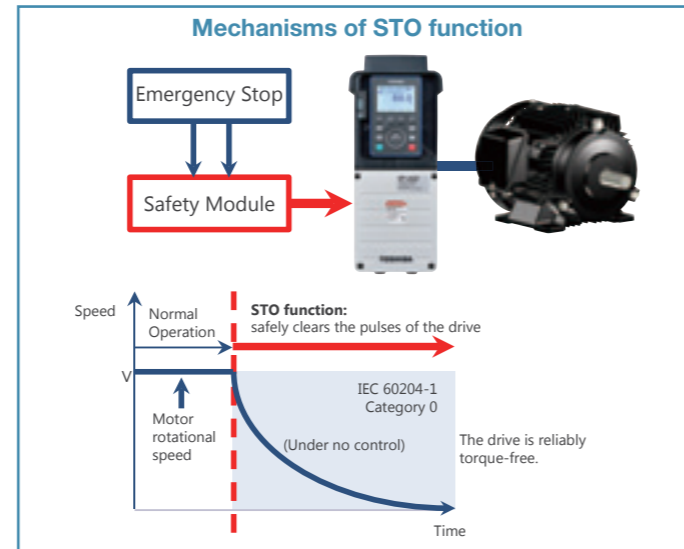 Mechanisms of STO function
Emergency Stop
Safety Module
TOSHIBA
Speed
Normal
Operation
STO function:
safely clears the pulses of the drive
V
IEC 60204-1
Category 0
Motor
rotational
speed
(Under no control)
The drive is reliably
torque-free.
Time